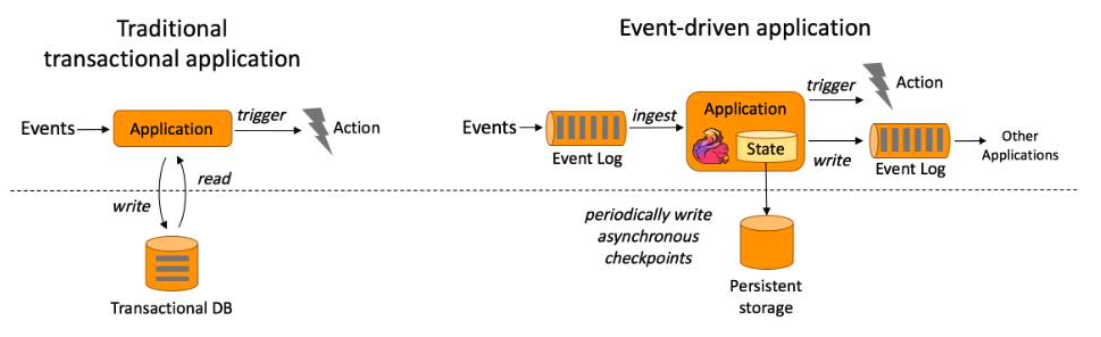 Traditional
transactional application
Events
Application
trigger
Action
write
read
Transactional DB
Event-driven application
Events
Event Log
ingest
Application
State
trigger
Action
write
Event Log
Other
Applications
periodically write
asynchronous
checkpoints
Persistent
storage